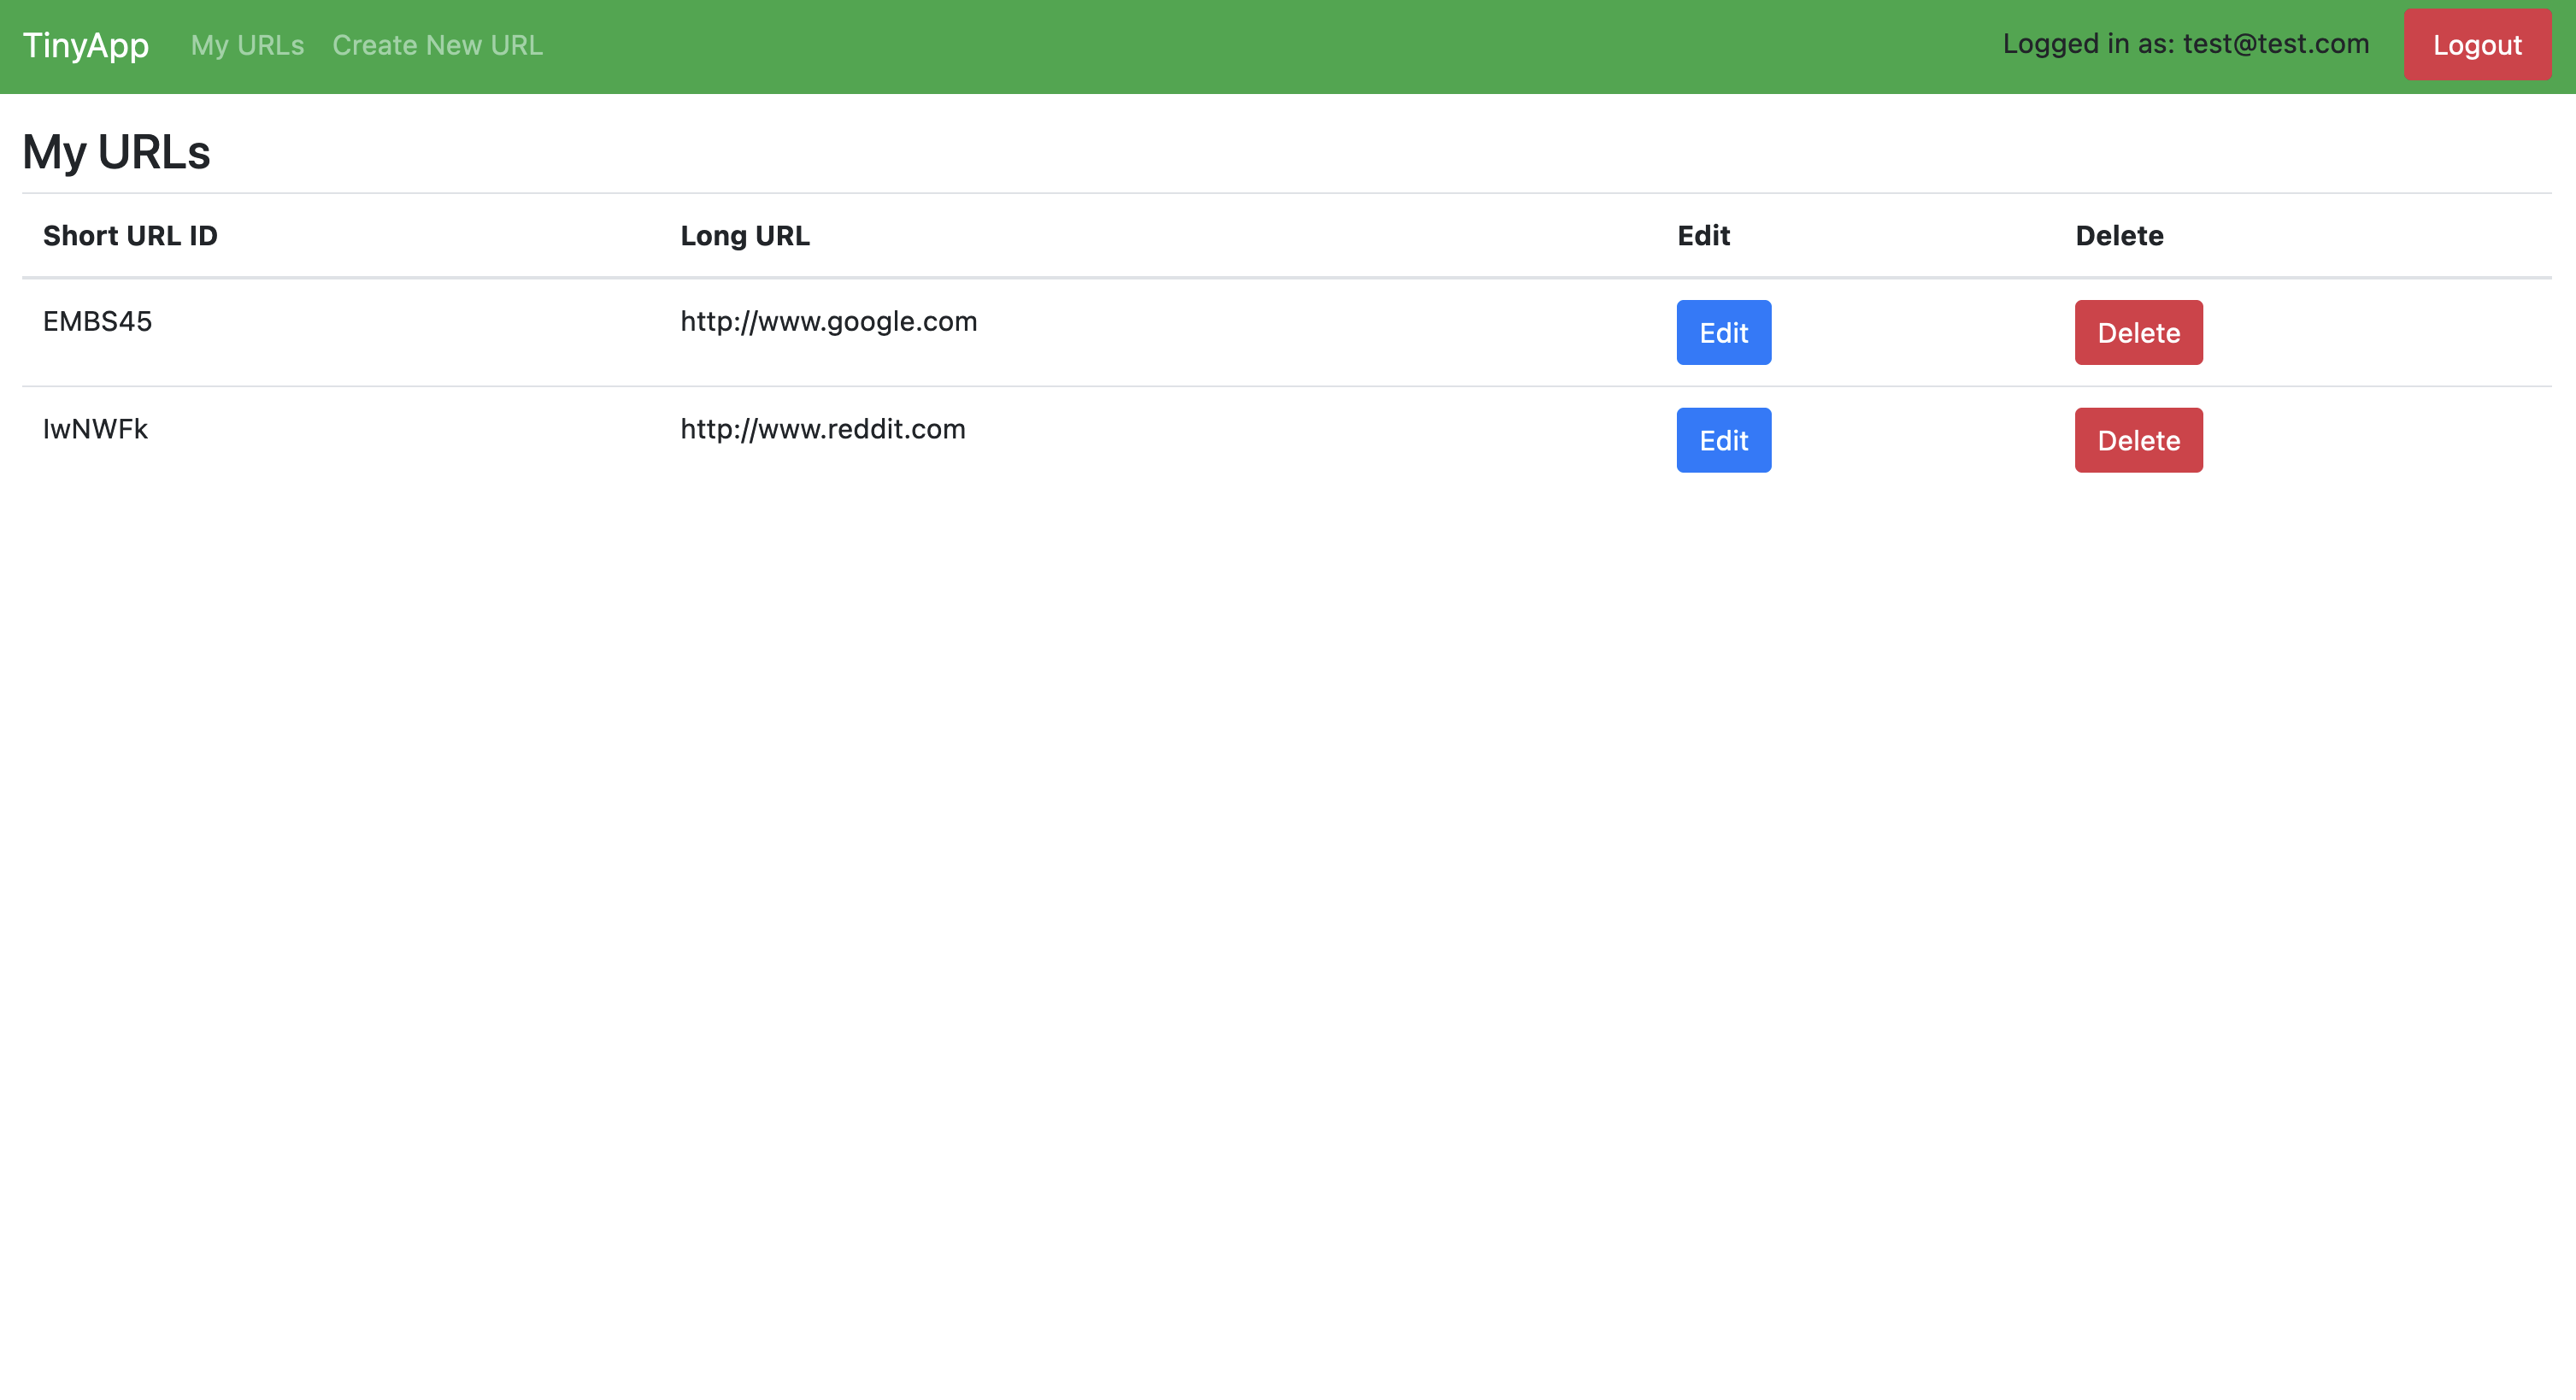 TinyApp My URLs Create New URL Logged in as: test@test.com Logout
My URLs
Short URL ID Long URL Edit Delete
EMBS45 http://www.google.com Edit Delete
IwNWFk http://www.reddit.com Edit Delete